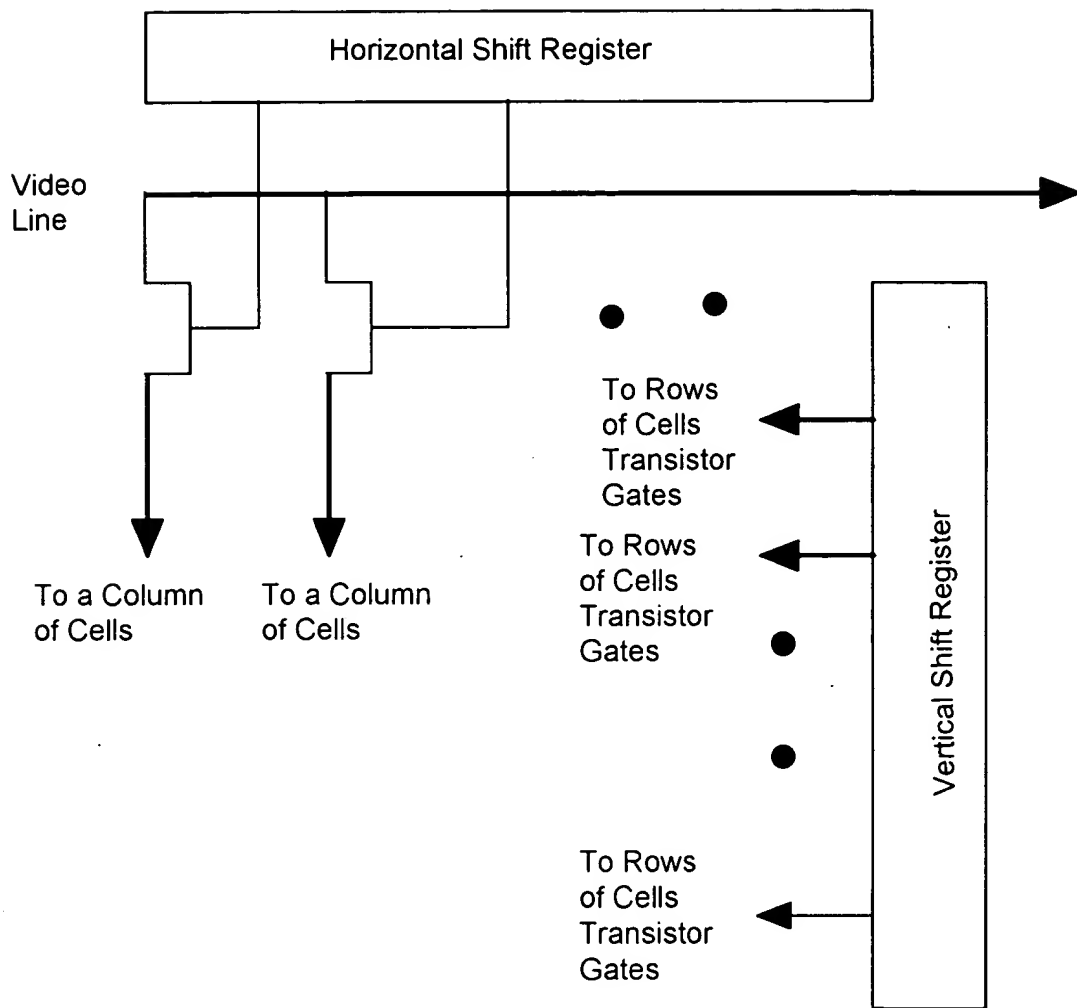 Horizontal Shift Register
Video
Line
To Rows
of Cells
Transistor
Gates
To Rows
of Cells
Transistor
Gates
To a Column
of Cells
To a Column
of Cells
Vertical Shift Register
To Rows
of Cells
Transistor
Gates